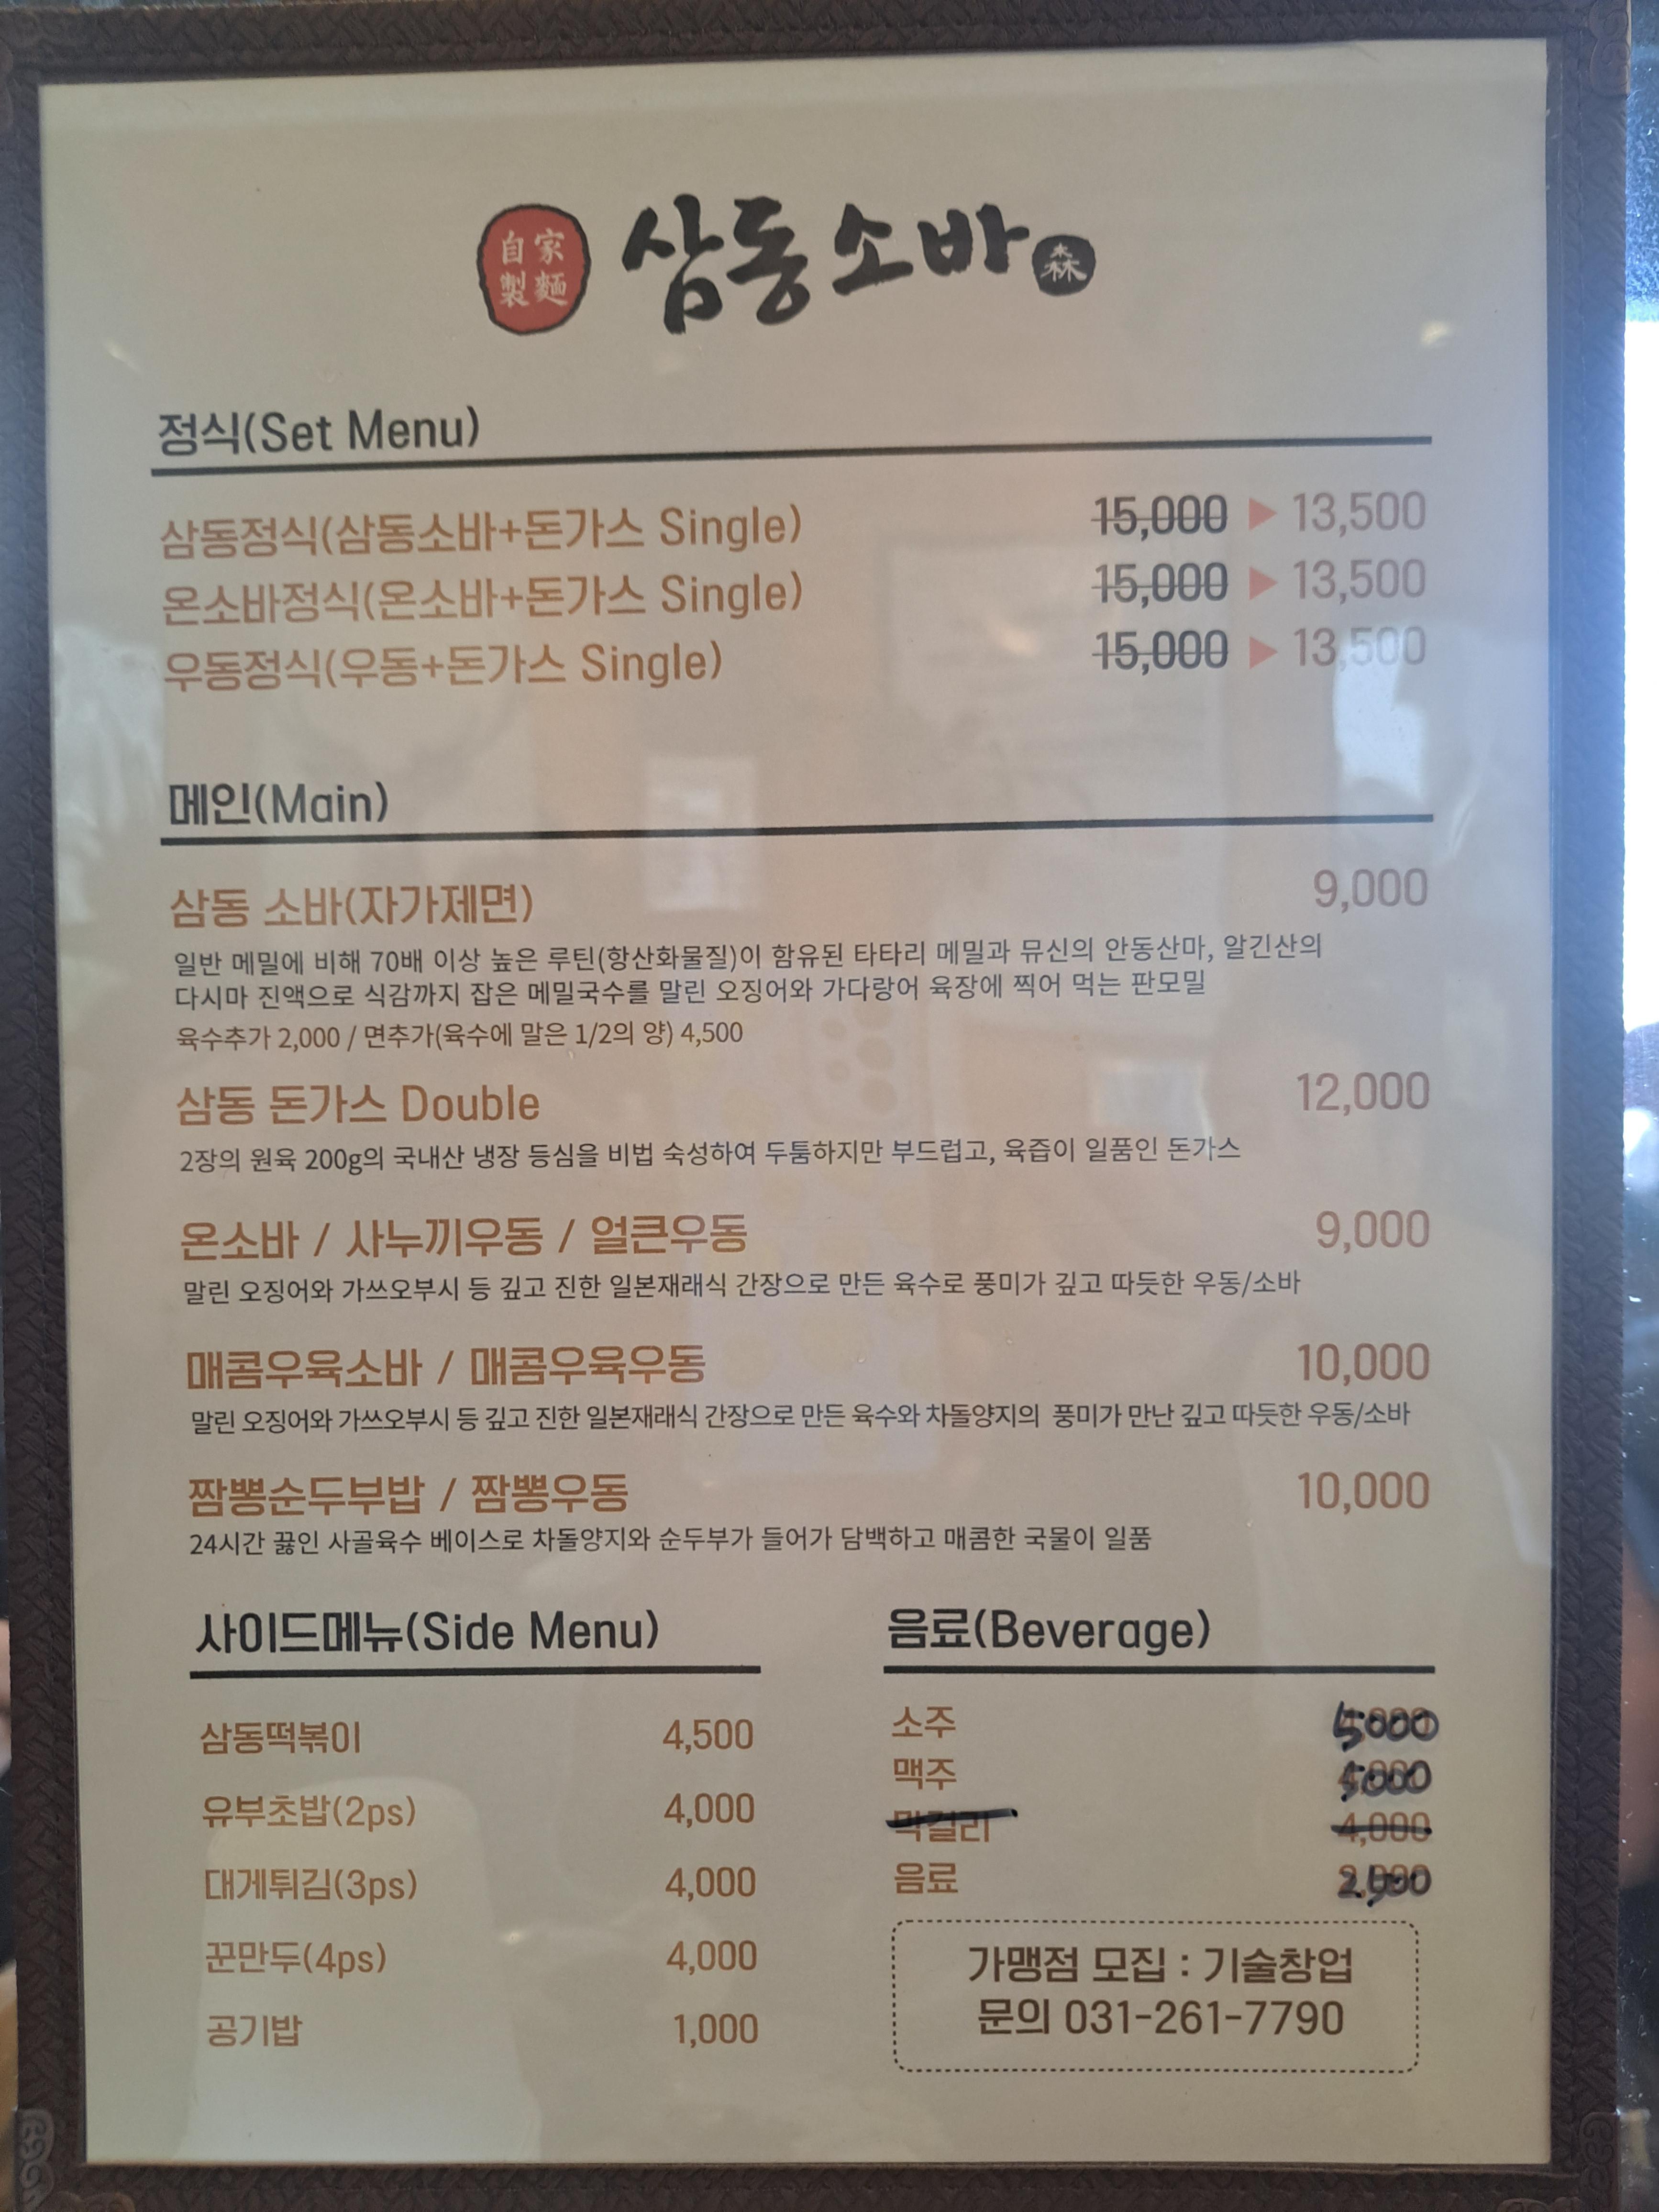 自家
製麵
삼동소바 森
정식(Set Menu)
삼동정식(삼동소바+돈가스 Single) 15,000 ▶ 13,500
온소바정식(온소바+돈가스 Single) 15,000 ▶ 13,500
우동정식(우동+돈가스 Single) 15,000 ▶ 13,500
메인(Main)
삼동 소바(자가제면) 9,000
일반 메밀에 비해 70배 이상 높은 루틴(항산화물질)이 함유된 타타리 메밀과 뮤신의 안동산마, 알긴산의
다시마 진액으로 식감까지 잡은 메밀국수를 말린 오징어와 가다랑어 육장에 찍어 먹는 판모밀
육수추가 2,000 / 면추가(육수에 말은 1/2의 양) 4,500
삼동 돈가스 Double 12,000
2장의 원육 200g의 국내산 냉장 등심을 비법 숙성하여 두툼하지만 부드럽고, 육즙이 일품인 돈가스
온소바 / 사누끼우동 / 얼큰우동 9,000
말린 오징어와 가쓰오부시 등 깊고 진한 일본재래식 간장으로 만든 육수로 풍미가 깊고 따듯한 우동/소바
매콤우육소바 / 매콤우육우동 10,000
말린 오징어와 가쓰오부시 등 깊고 진한 일본재래식 간장으로 만든 육수와 차돌양지의 풍미가 만난 깊고 따듯한 우동/소바
짬뽕순두부밥 / 짬뽕우동 10,000
24시간 끓인 사골육수 베이스로 차돌양지와 순두부가 들어가 담백하고 매콤한 국물이 일품
사이드메뉴(Side Menu)
삼동떡볶이 4,500
유부초밥(2ps) 4,000
대게튀김(3ps) 4,000
꾼만두(4ps) 4,000
공기밥 1,000
음료(Beverage)
소주 5000
맥주 5000
막걸리 4,000
음료 2,500
가맹점 모집 : 기술창업
문의 031-261-7790